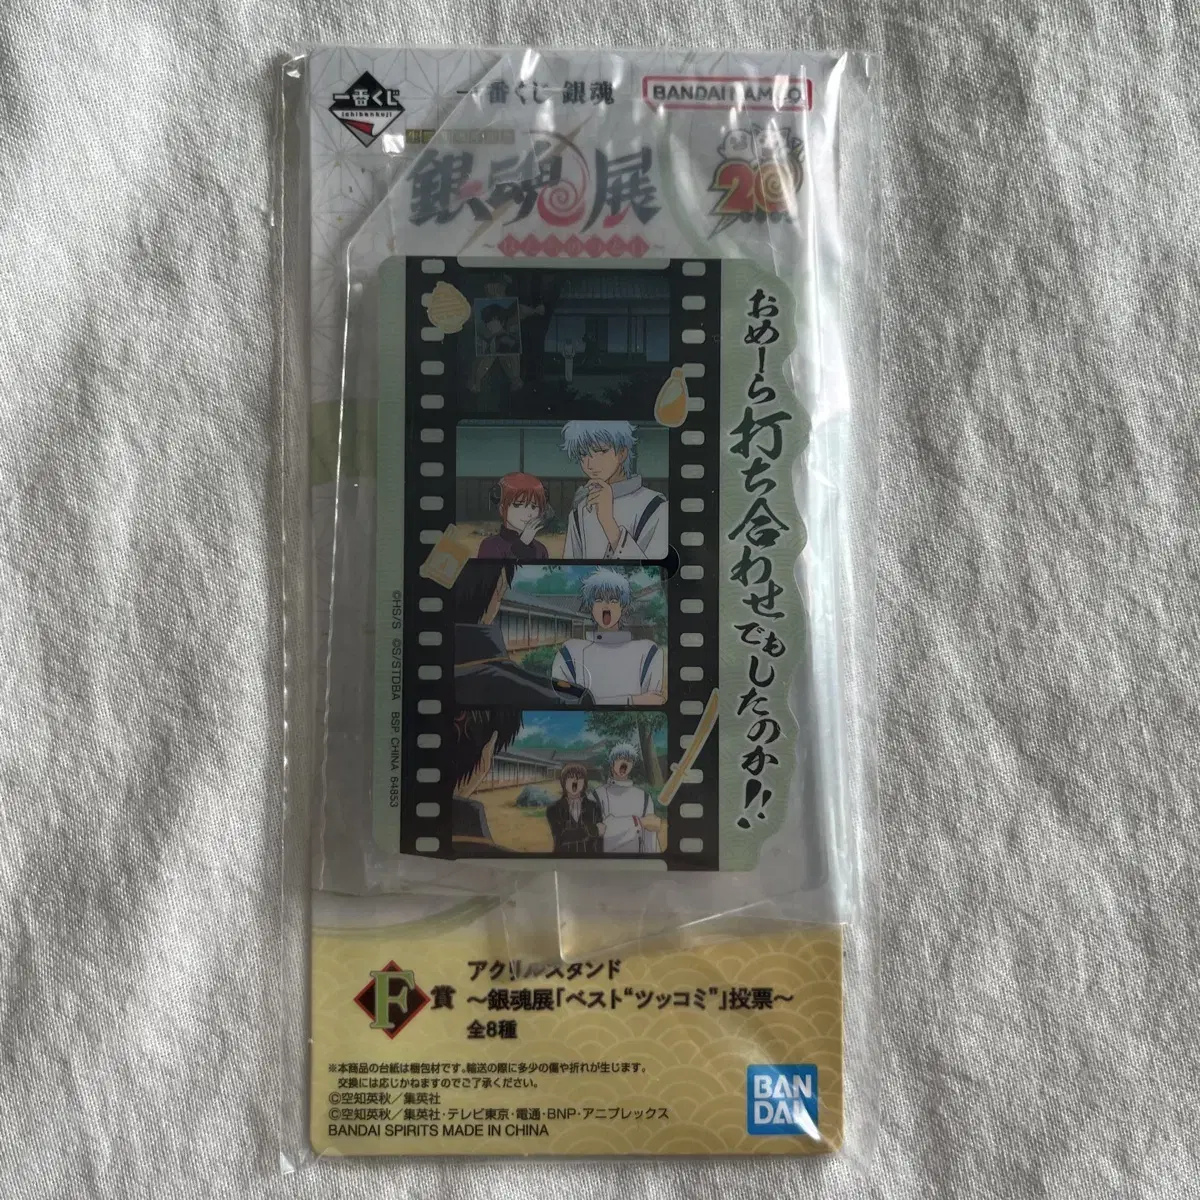 一番くじ
ichibankuji
一番くじ 銀魂
BANDAI NAMCO
銀魂展
20
おめーら打ち合わせでもしたのか!!
©HS/S ©S/STDBA BSP CHINA 64853
F賞
アクリルスタンド
～銀魂展「ベスト“ツッコミ”」投票～
全8種
※本商品の台紙は梱包材です。輸送の際に多少の傷や折れが生じます。
交換には応じかねますのでご了承ください。
©空知英秋／集英社
©空知英秋／集英社・テレビ東京・電通・BNP・アニプレックス
BANDAI SPIRITS MADE IN CHINA
BAN
DAI